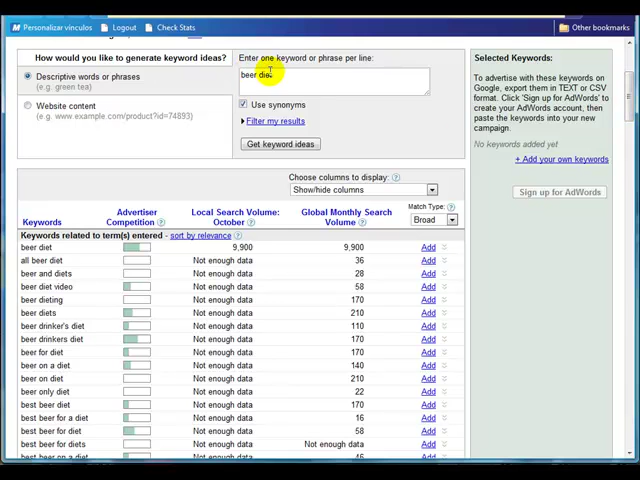 Personalizar vínculos Logout Check Stats Other bookmarks
How would you like to generate keyword ideas?
Descriptive words or phrases
(e.g. green tea)
Website content
(e.g. www.example.com/product?id=74893)
Enter one keyword or phrase per line:
beer diet
Use synonyms
Filter my results
Get keyword ideas
Selected Keywords:
To advertise with these keywords on
Google, export them in TEXT or CSV
format. Click 'Sign up for AdWords' to
create your AdWords account, then
paste the keywords into your new
campaign.
No keywords added yet
+ Add your own keywords
Sign up for AdWords
Choose columns to display: ?
Show/hide columns
Keywords Advertiser Competition ? Local Search Volume: October ? Global Monthly Search Volume ? Match Type: ? Broad
Keywords related to term(s) entered - sort by relevance ?
beer diet 9,900 9,900 Add
all beer diet Not enough data 36 Add
beer and diets Not enough data 28 Add
beer diet video Not enough data 58 Add
beer dieting Not enough data 170 Add
beer diets Not enough data 210 Add
beer drinker's diet Not enough data 110 Add
beer drinkers diet Not enough data 170 Add
beer for diet Not enough data 170 Add
beer on a diet Not enough data 140 Add
beer on diet Not enough data 210 Add
beer only diet Not enough data 22 Add
best beer diet Not enough data 170 Add
best beer for a diet Not enough data 16 Add
best beer for diet Not enough data 58 Add
best beer for diets Not enough data Not enough data Add
best beer on a diet Not enough data 46 Add